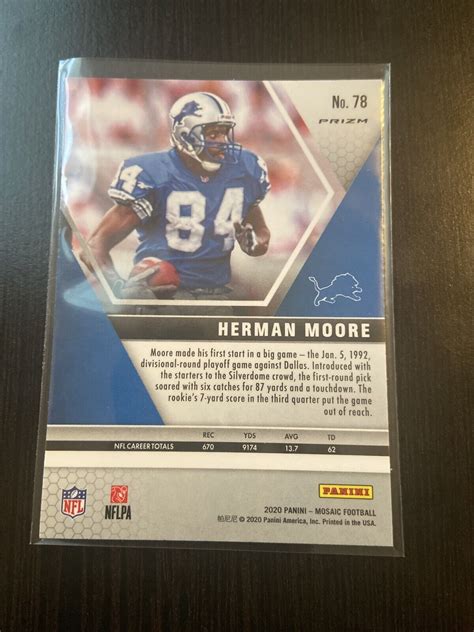 No. 78
PRIZM
84
84
HERMAN MOORE
Moore made his first start in a big game – the Jan. 5, 1992,
divisional-round playoff game against Dallas. Introduced with
the starters to the Silverdome crowd, the first-round pick
soared with six catches for 87 yards and a touchdown. The
rookie's 7-yard score in the third quarter put the game
out of reach.
REC YDS AVG TD
NFL CAREER TOTALS 670 9174 13.7 62
NFL
NFLPA
PANINI
2020 PANINI – MOSAIC FOOTBALL
帕尼尼 © 2020 Panini America, Inc. Printed in the USA.